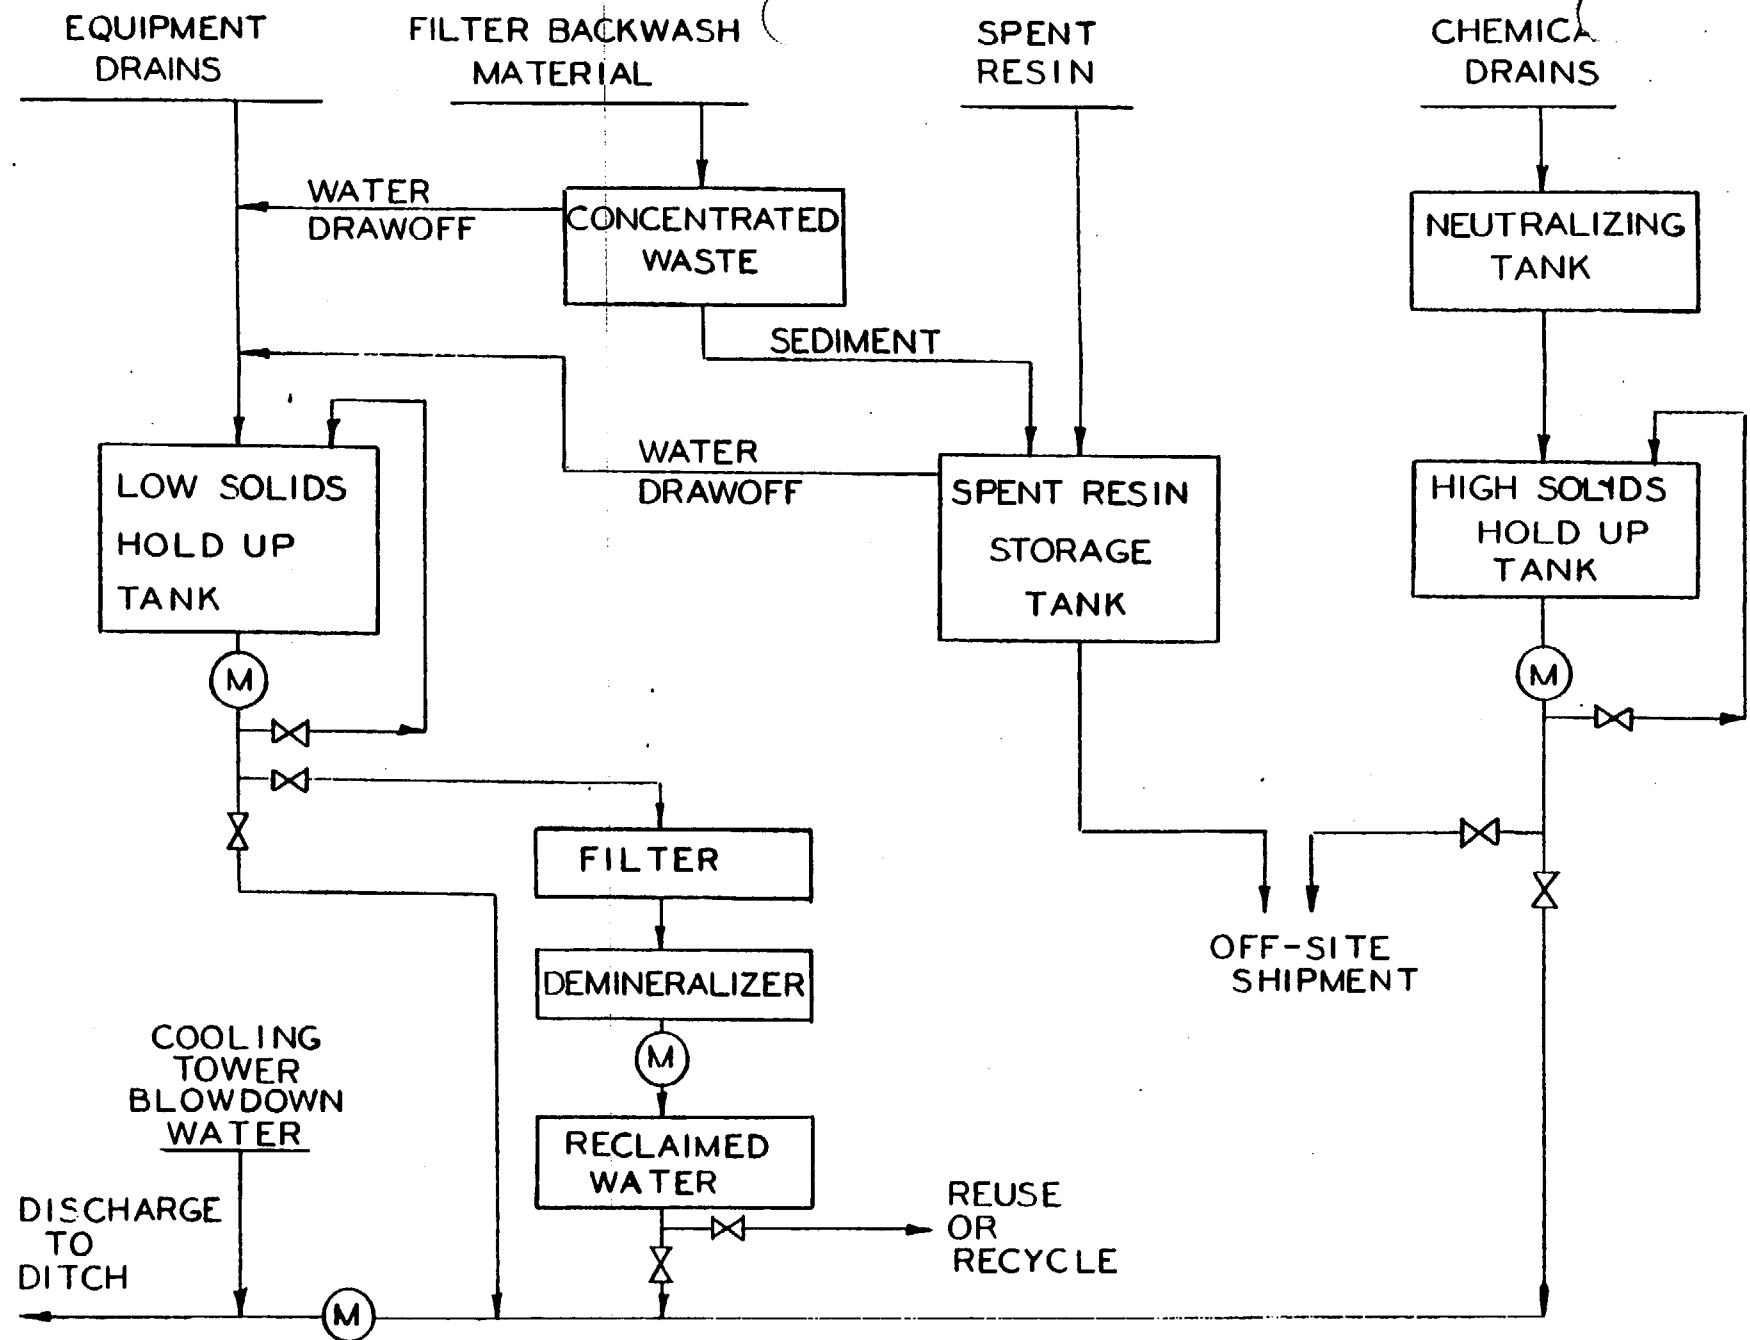 EQUIPMENT
DRAINS
FILTER BACKWASH
MATERIAL
SPENT
RESIN
CHEMICA
DRAINS
WATER
DRAWOFF
CONCENTRATED
WASTE
NEUTRALIZING
TANK
SEDIMENT
LOW SOLIDS
HOLD UP
TANK
WATER
DRAWOFF
SPENT RESIN
STORAGE
TANK
HIGH SOLIDS
HOLD UP
TANK
M
M
FILTER
OFF-SITE
SHIPMENT
DEMINERALIZER
M
COOLING
TOWER
BLOWDOWN
WATER
RECLAIMED
WATER
REUSE
OR
RECYCLE
DISCHARGE
TO
DITCH
M